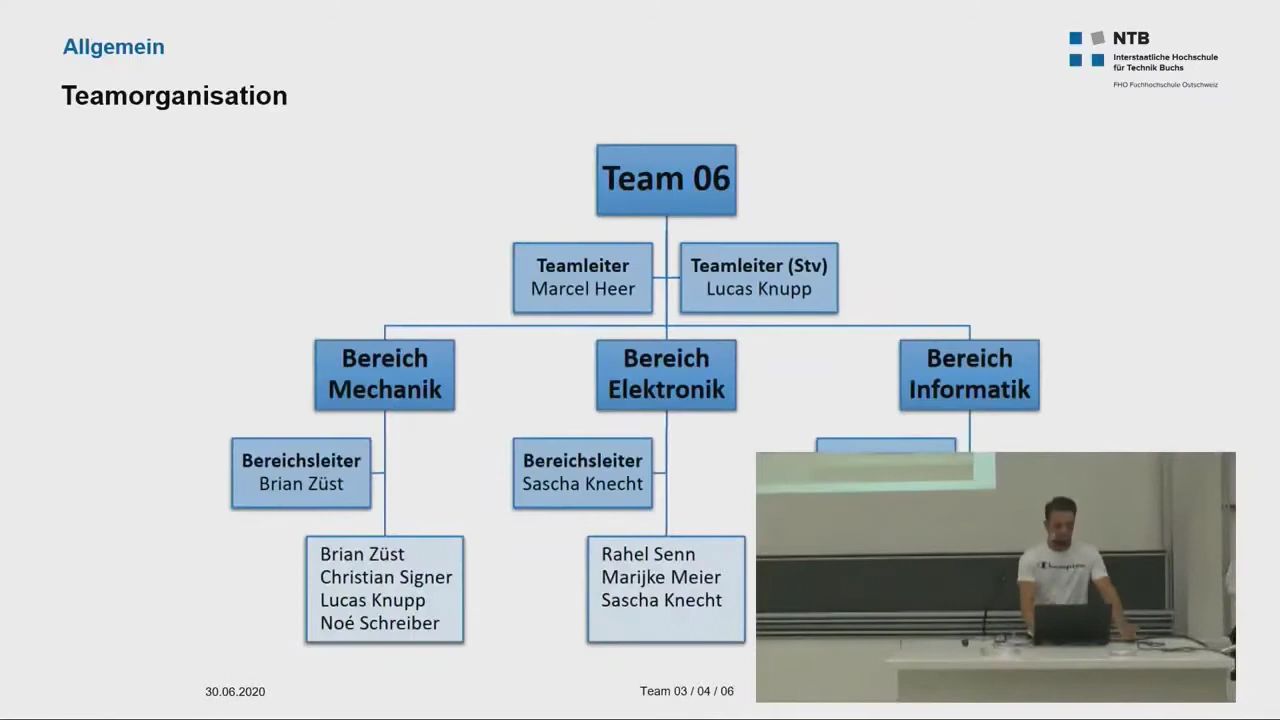 Allgemein
NTB
Interstaatliche Hochschule
für Technik Buchs
FHO Fachhochschule Ostschweiz
Teamorganisation
Team 06
Teamleiter
Marcel Heer
Teamleiter (Stv)
Lucas Knupp
Bereich
Mechanik
Bereich
Elektronik
Bereich
Informatik
Bereichsleiter
Brian Züst
Bereichsleiter
Sascha Knecht
Brian Züst
Christian Signer
Lucas Knupp
Noé Schreiber
Rahel Senn
Marijke Meier
Sascha Knecht
Champion
30.06.2020
Team 03 / 04 / 06